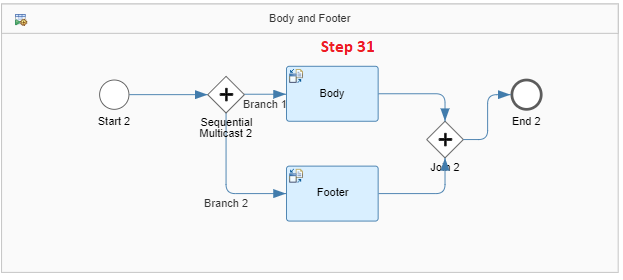 Body and Footer
Step 31
Start 2
Sequential
Multicast 2
Branch 1
Body
Branch 2
Footer
Join 2
End 2